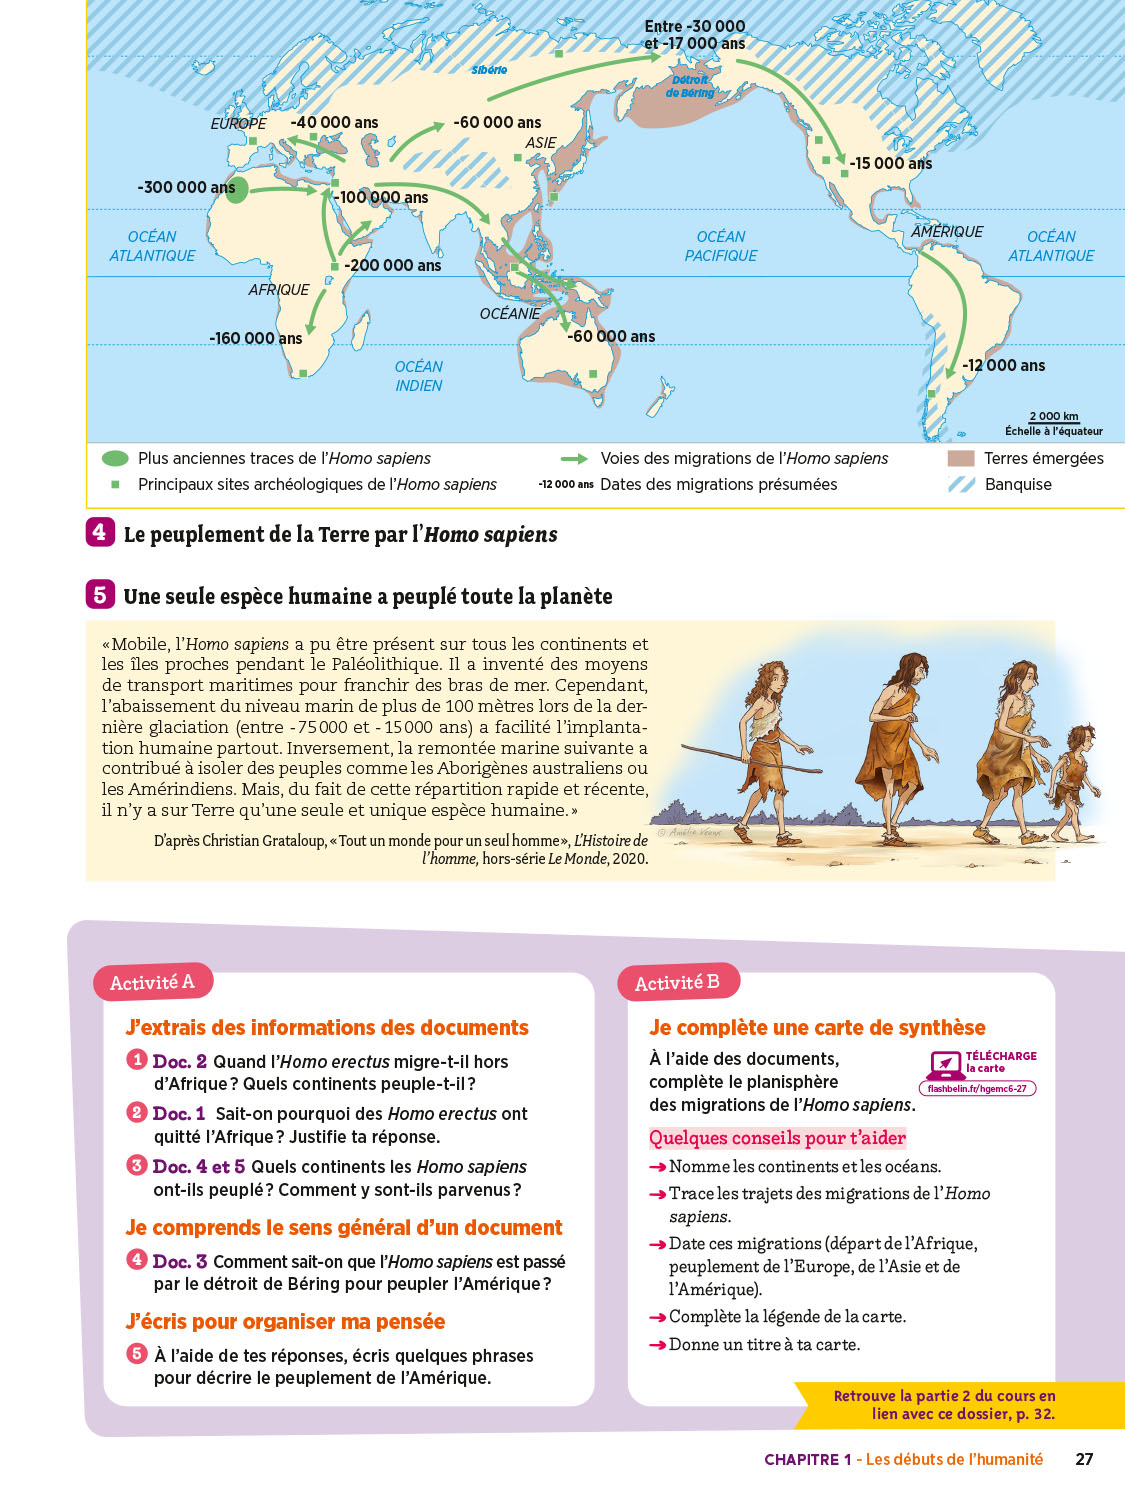 Entre -30 000
et -17 000 ans
Sibérie
Détroit
de Béring
EUROPE
-40 000 ans
-60 000 ans
ASIE
-15 000 ans
-300 000 ans
-100 000 ans
OCÉAN
ATLANTIQUE
OCÉAN
PACIFIQUE
AMÉRIQUE
OCÉAN
ATLANTIQUE
-200 000 ans
AFRIQUE
OCÉANIE
-160 000 ans
-60 000 ans
OCÉAN
INDIEN
-12 000 ans
2 000 km
Échelle à l'équateur
Plus anciennes traces de l'Homo sapiens
Voies des migrations de l'Homo sapiens
Terres émergées
Principaux sites archéologiques de l'Homo sapiens
-12 000 ans Dates des migrations présumées
Banquise
4 Le peuplement de la Terre par l'Homo sapiens
5 Une seule espèce humaine a peuplé toute la planète
« Mobile, l'Homo sapiens a pu être présent sur tous les continents et
les îles proches pendant le Paléolithique. Il a inventé des moyens
de transport maritimes pour franchir des bras de mer. Cependant,
l'abaissement du niveau marin de plus de 100 mètres lors de la der-
nière glaciation (entre -75 000 et -15 000 ans) a facilité l'implanta-
tion humaine partout. Inversement, la remontée marine suivante a
contribué à isoler des peuples comme les Aborigènes australiens ou
les Amérindiens. Mais, du fait de cette répartition rapide et récente,
il n'y a sur Terre qu'une seule et unique espèce humaine. »
D'après Christian Grataloup, « Tout un monde pour un seul homme », L'Histoire de
l'homme, hors-série Le Monde, 2020.
© Amélie Veaux
Activité A
J'extrais des informations des documents
1 Doc. 2 Quand l'Homo erectus migre-t-il hors
d'Afrique ? Quels continents peuple-t-il ?
2 Doc. 1 Sait-on pourquoi des Homo erectus ont
quitté l'Afrique ? Justifie ta réponse.
3 Doc. 4 et 5 Quels continents les Homo sapiens
ont-ils peuplé ? Comment y sont-ils parvenus ?
Je comprends le sens général d'un document
4 Doc. 3 Comment sait-on que l'Homo sapiens est passé
par le détroit de Béring pour peupler l'Amérique ?
J'écris pour organiser ma pensée
5 À l'aide de tes réponses, écris quelques phrases
pour décrire le peuplement de l'Amérique.
Activité B
Je complète une carte de synthèse
À l'aide des documents,
complète le planisphère
des migrations de l'Homo sapiens.
TÉLÉCHARGE
la carte
flashbelin.fr/hgemc6-27
Quelques conseils pour t'aider
→ Nomme les continents et les océans.
→ Trace les trajets des migrations de l'Homo
sapiens.
→ Date ces migrations (départ de l'Afrique,
peuplement de l'Europe, de l'Asie et de
l'Amérique).
→ Complète la légende de la carte.
→ Donne un titre à ta carte.
Retrouve la partie 2 du cours en
lien avec ce dossier, p. 32.
CHAPITRE 1 - Les débuts de l'humanité 27